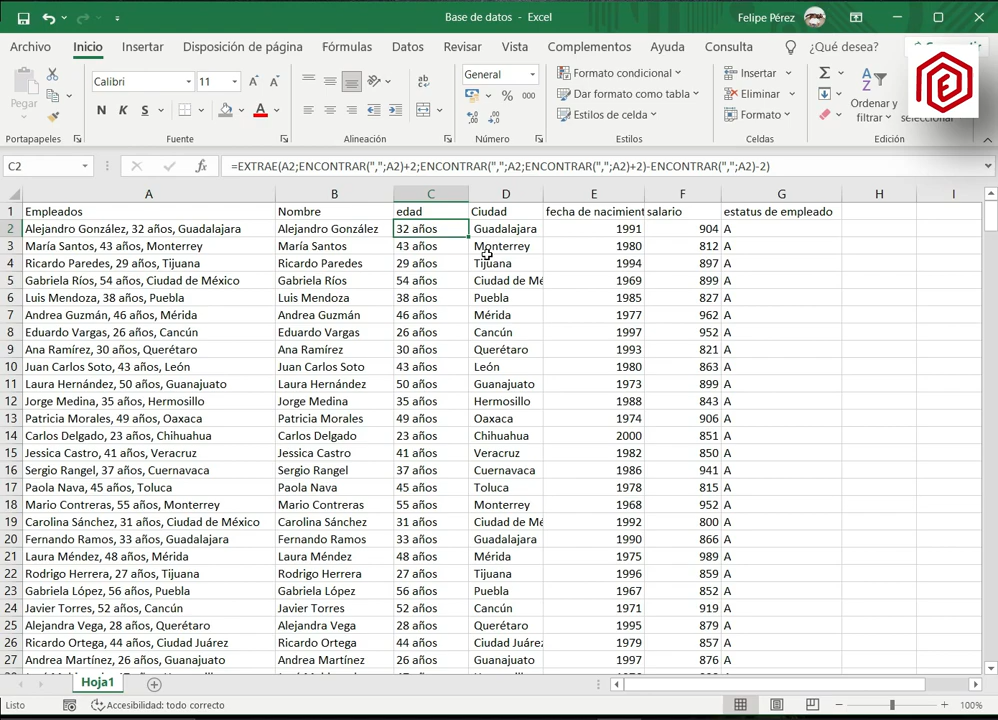 Base de datos - Excel
Felipe Pérez
Archivo Inicio Insertar Disposición de página Fórmulas Datos Revisar Vista Complementos Ayuda Consulta ¿Qué desea?
Pegar
Calibri 11
N K S
General
% 000
Formato condicional
Dar formato como tabla
Estilos de celda
Insertar
Eliminar
Formato
Ordenar y
filtrar
seleccionar
Portapapeles Fuente Alineación Número Estilos Celdas Edición
C2 fx =EXTRAE(A2;ENCONTRAR(",";A2)+2;ENCONTRAR(",";A2;ENCONTRAR(",";A2)+2)-ENCONTRAR(",";A2)-2)
A B C D E F G H I
1 Empleados Nombre edad Ciudad fecha de nacimient salario estatus de empleado
2 Alejandro González, 32 años, Guadalajara Alejandro González 32 años Guadalajara 1991 904 A
3 María Santos, 43 años, Monterrey María Santos 43 años Monterrey 1980 812 A
4 Ricardo Paredes, 29 años, Tijuana Ricardo Paredes 29 años Tijuana 1994 897 A
5 Gabriela Ríos, 54 años, Ciudad de México Gabriela Ríos 54 años Ciudad de Mé 1969 899 A
6 Luis Mendoza, 38 años, Puebla Luis Mendoza 38 años Puebla 1985 827 A
7 Andrea Guzmán, 46 años, Mérida Andrea Guzmán 46 años Mérida 1977 962 A
8 Eduardo Vargas, 26 años, Cancún Eduardo Vargas 26 años Cancún 1997 952 A
9 Ana Ramírez, 30 años, Querétaro Ana Ramírez 30 años Querétaro 1993 821 A
10 Juan Carlos Soto, 43 años, León Juan Carlos Soto 43 años León 1980 863 A
11 Laura Hernández, 50 años, Guanajuato Laura Hernández 50 años Guanajuato 1973 899 A
12 Jorge Medina, 35 años, Hermosillo Jorge Medina 35 años Hermosillo 1988 843 A
13 Patricia Morales, 49 años, Oaxaca Patricia Morales 49 años Oaxaca 1974 906 A
14 Carlos Delgado, 23 años, Chihuahua Carlos Delgado 23 años Chihuahua 2000 851 A
15 Jessica Castro, 41 años, Veracruz Jessica Castro 41 años Veracruz 1982 850 A
16 Sergio Rangel, 37 años, Cuernavaca Sergio Rangel 37 años Cuernavaca 1986 941 A
17 Paola Nava, 45 años, Toluca Paola Nava 45 años Toluca 1978 815 A
18 Mario Contreras, 55 años, Monterrey Mario Contreras 55 años Monterrey 1968 952 A
19 Carolina Sánchez, 31 años, Ciudad de México Carolina Sánchez 31 años Ciudad de Mé 1992 800 A
20 Fernando Ramos, 33 años, Guadalajara Fernando Ramos 33 años Guadalajara 1990 866 A
21 Laura Méndez, 48 años, Mérida Laura Méndez 48 años Mérida 1975 989 A
22 Rodrigo Herrera, 27 años, Tijuana Rodrigo Herrera 27 años Tijuana 1996 859 A
23 Gabriela López, 56 años, Puebla Gabriela López 56 años Puebla 1967 852 A
24 Javier Torres, 52 años, Cancún Javier Torres 52 años Cancún 1971 919 A
25 Alejandra Vega, 28 años, Querétaro Alejandra Vega 28 años Querétaro 1995 879 A
26 Ricardo Ortega, 44 años, Ciudad Juárez Ricardo Ortega 44 años Ciudad Juárez 1979 857 A
27 Andrea Martínez, 26 años, Guanajuato Andrea Martínez 26 años Guanajuato 1997 876 A
Hoja1
Listo Accesibilidad: todo correcto 100%